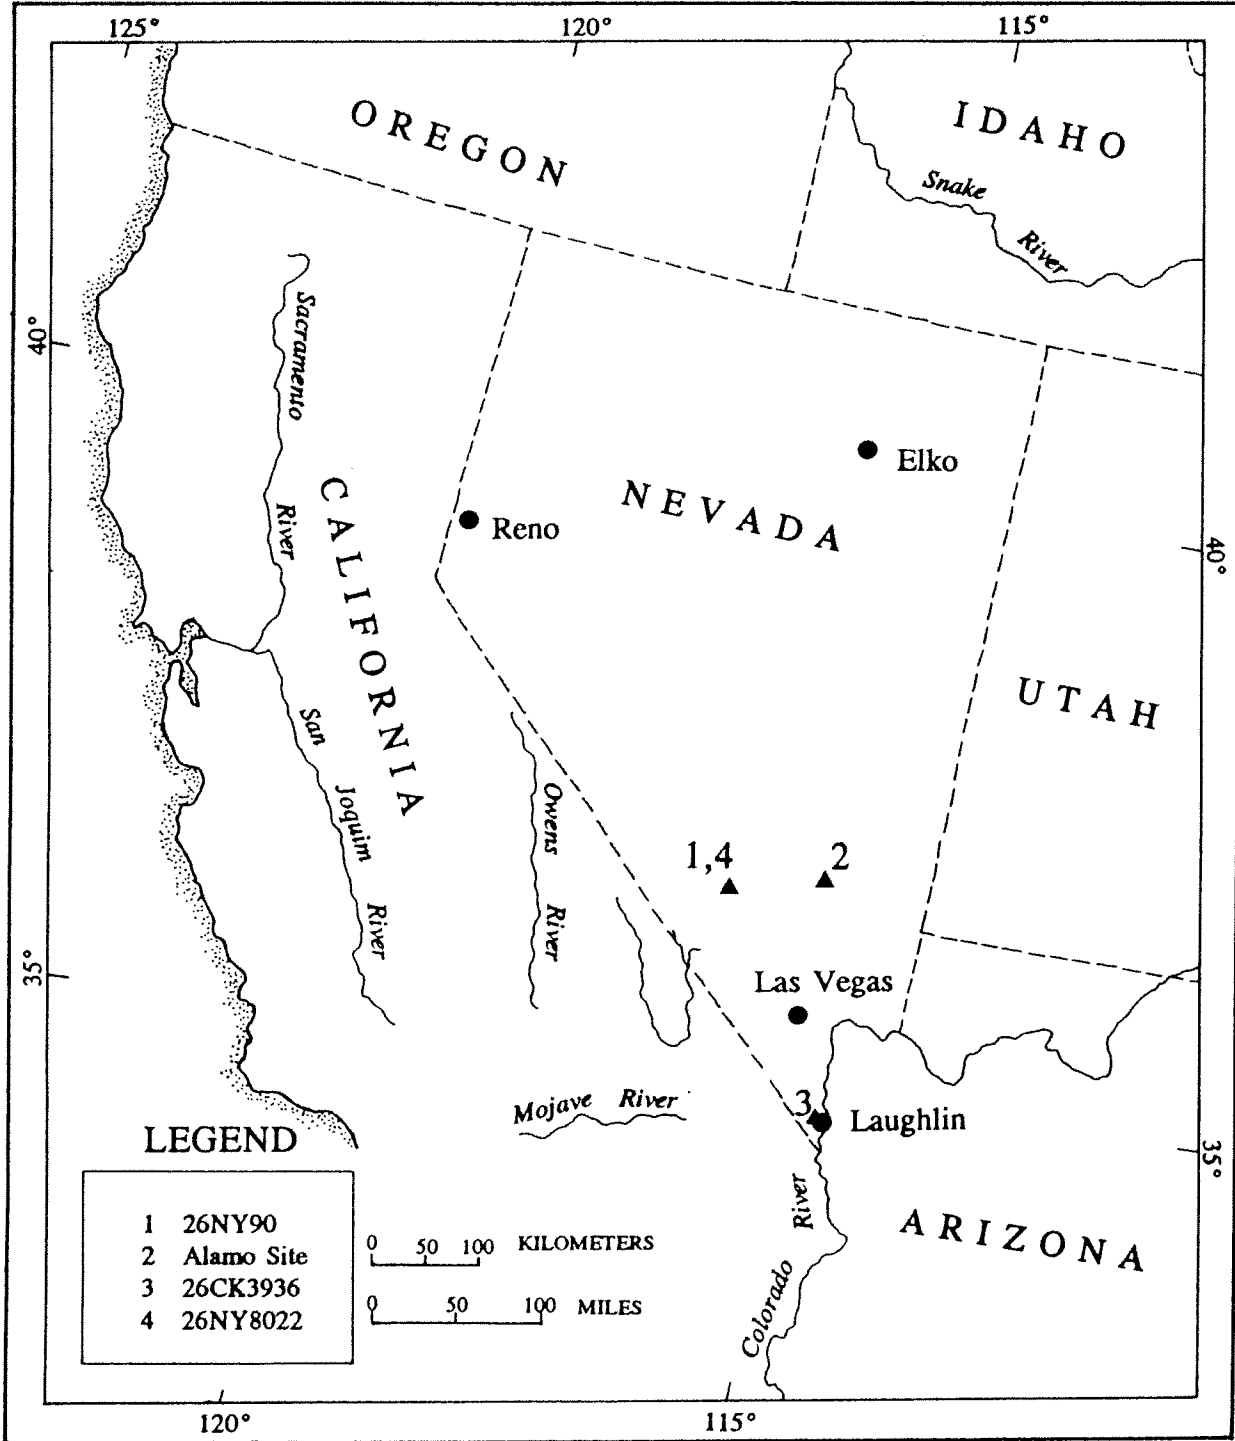 125° 120° 115°
OREGON
IDAHO
Snake
River
Sacramento
River
40°
Elko
NEVADA
Reno
40°
CALIFORNIA
UTAH
San
Joquim
River
Owens
River
1,4
2
35°
Las Vegas
3
Laughlin
Mojave River
35°
River
Colorado
ARIZONA
LEGEND
1 26NY90
2 Alamo Site
3 26CK3936
4 26NY8022
0 50 100 KILOMETERS
0 50 100 MILES
120° 115°